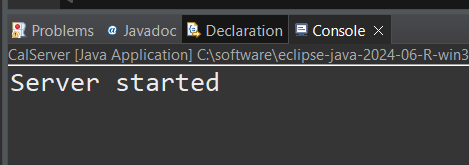 Problems @ Javadoc Declaration Console
CalServer [Java Application] C:\software\eclipse-java-2024-06-R-win3
Server started